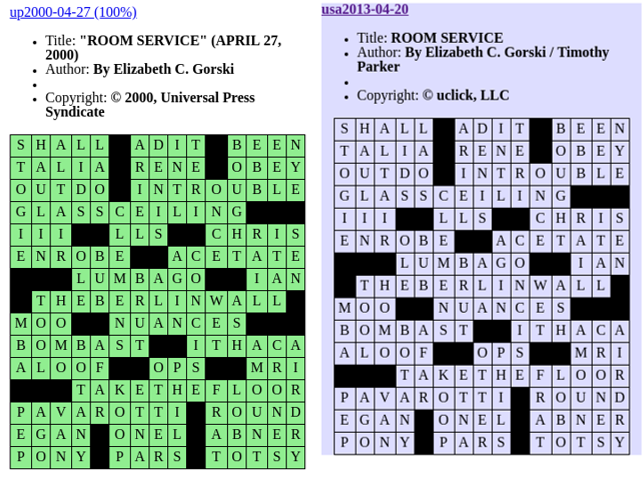 up2000-04-27 (100%)
• Title: "ROOM SERVICE" (APRIL 27,
2000)
• Author: By Elizabeth C. Gorski
•
• Copyright: © 2000, Universal Press
Syndicate
S H A L L A D I T B E E N
T A L I A R E N E O B E Y
O U T D O I N T R O U B L E
G L A S S C E I L I N G
I I I L L S C H R I S
E N R O B E A C E T A T E
L U M B A G O I A N
T H E B E R L I N W A L L
M O O N U A N C E S
B O M B A S T I T H A C A
A L O O F O P S M R I
T A K E T H E F L O O R
P A V A R O T T I R O U N D
E G A N O N E L A B N E R
P O N Y P A R S T O T S Y
usa2013-04-20
• Title: ROOM SERVICE
• Author: By Elizabeth C. Gorski / Timothy
Parker
•
• Copyright: © uclick, LLC
S H A L L A D I T B E E N
T A L I A R E N E O B E Y
O U T D O I N T R O U B L E
G L A S S C E I L I N G
I I I L L S C H R I S
E N R O B E A C E T A T E
L U M B A G O I A N
T H E B E R L I N W A L L
M O O N U A N C E S
B O M B A S T I T H A C A
A L O O F O P S M R I
T A K E T H E F L O O R
P A V A R O T T I R O U N D
E G A N O N E L A B N E R
P O N Y P A R S T O T S Y